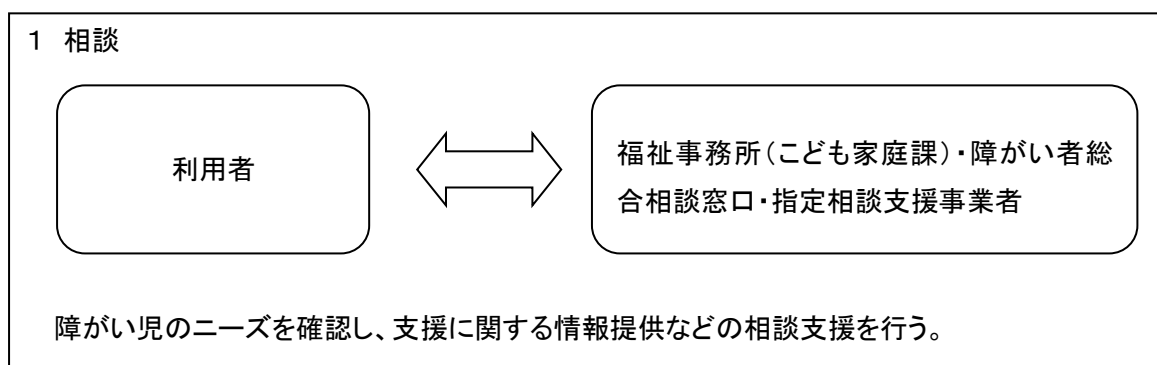 １ 相談
利用者
福祉事務所（こども家庭課）・障がい者総
合相談窓口・指定相談支援事業者
障がい児のニーズを確認し、支援に関する情報提供などの相談支援を行う。